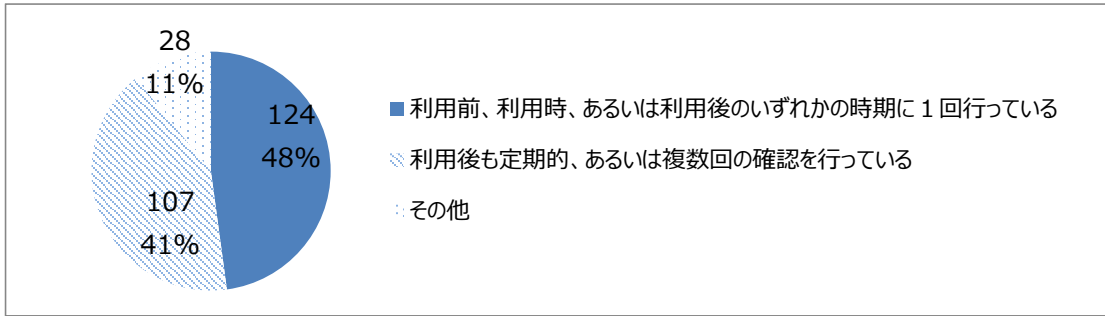 28
11%
124
48%
107
41%
利用前、利用時、あるいは利用後のいずれかの時期に1回行っている
利用後も定期的、あるいは複数回の確認を行っている
その他